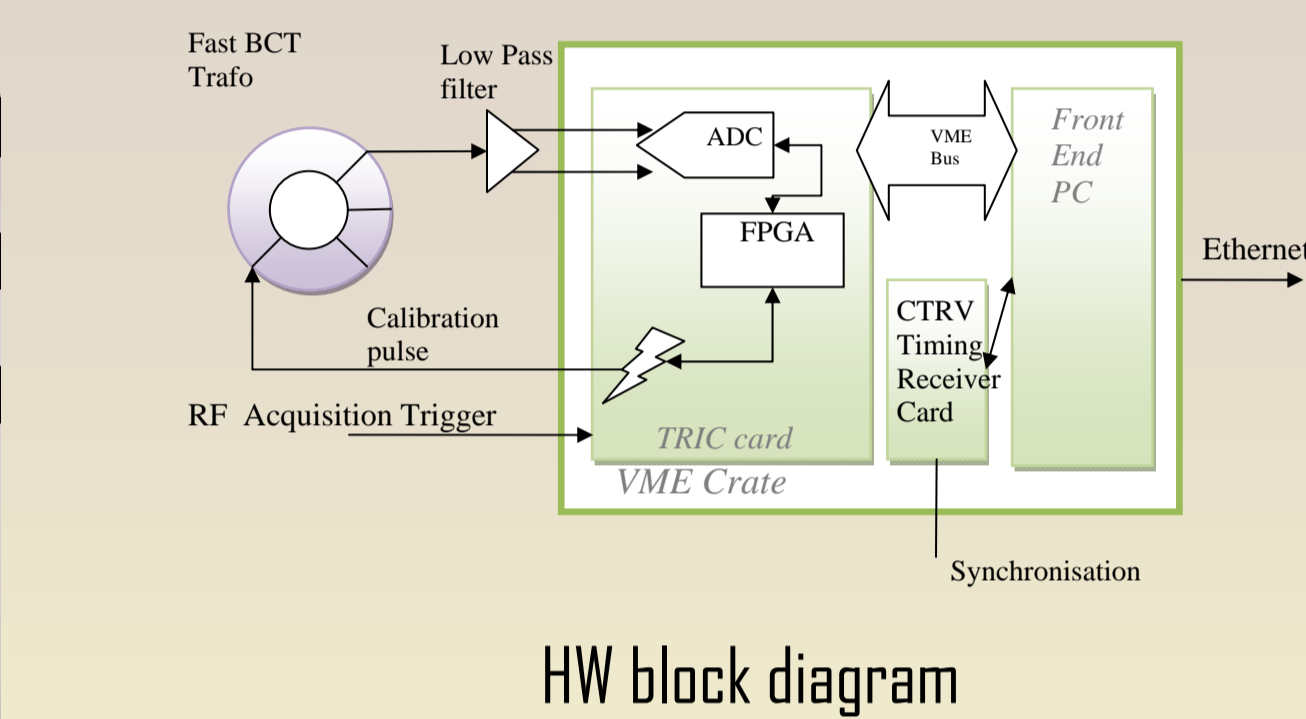 Fast BCT
Trafo
Low Pass
filter
ADC
VME
Bus
Front
End
PC
FPGA
Ethernet
Calibration
pulse
CTRV
Timing
Receiver
Card
RF  Acquisition Trigger
TRIC card
VME Crate
Synchronisation
HW block diagram